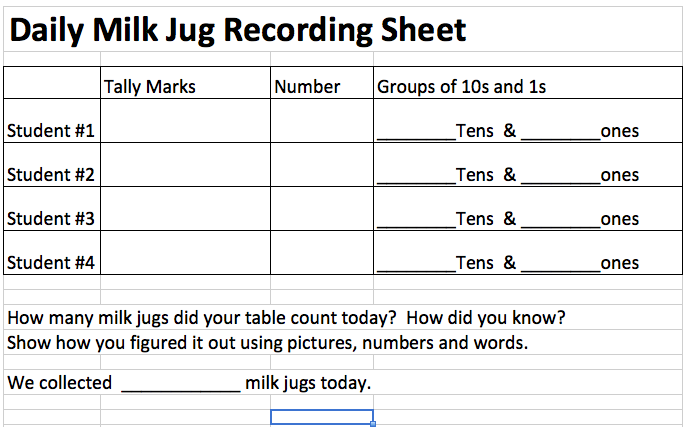 Daily Milk Jug Recording Sheet
Tally Marks Number Groups of 10s and 1s
Student #1 ________Tens & ________ones
Student #2 ________Tens & ________ones
Student #3 ________Tens & ________ones
Student #4 ________Tens & ________ones
How many milk jugs did your table count today?  How did you know?
Show how you figured it out using pictures, numbers and words.
We collected ____________ milk jugs today.